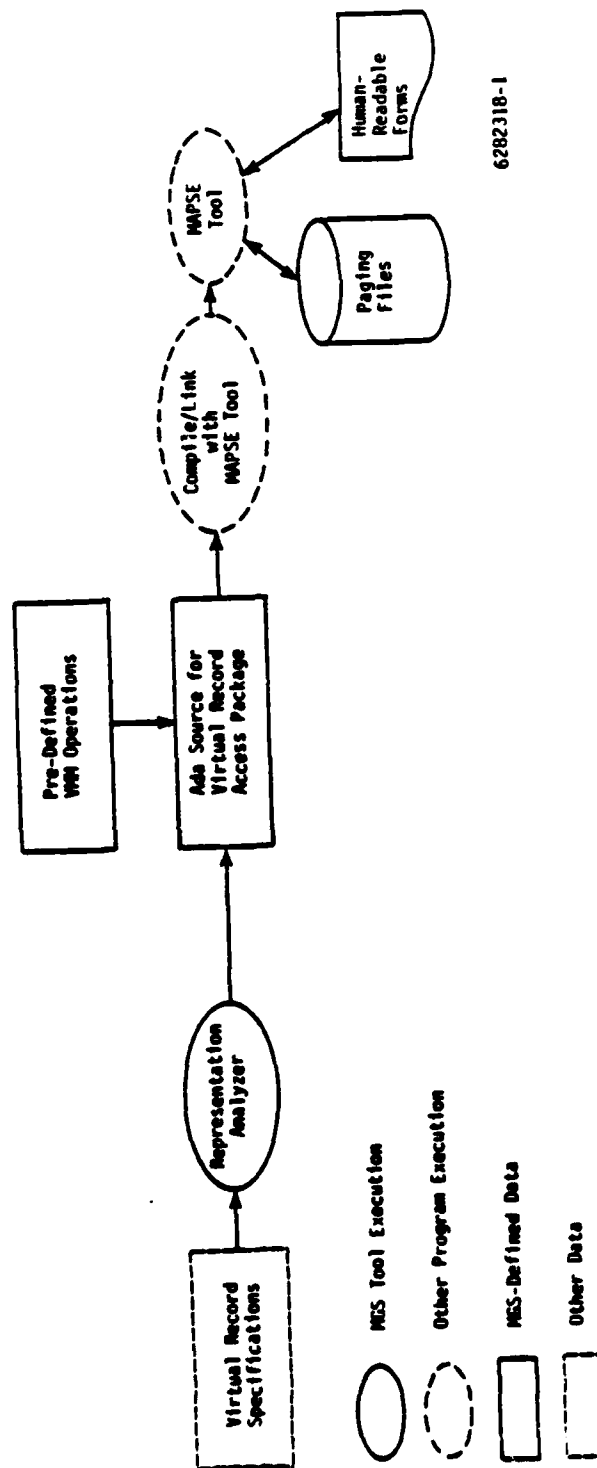 Virtual Record
Specifications
Representation
Analyzer
Pre-Defined
VMM Operations
Ada Source for
Virtual Record
Access Package
Compile/Link
with
MAPSE Tool
MAPSE
Tool
Paging
Files
Human-
Readable
Forms
6282318-1
MGS Tool Execution
Other Program Execution
MGS-Defined Data
Other Data